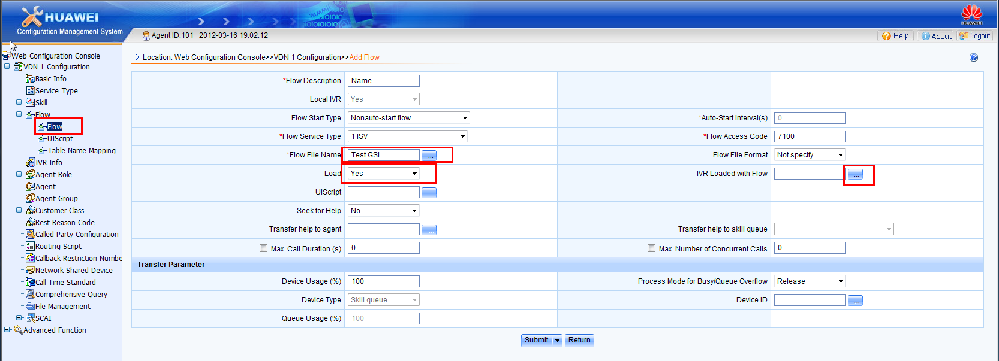 HUAWEI
Configuration Management System
HUAWEI
Agent ID:101 2012-03-16 19:02:12
Help
About
Logout
Web Configuration Console
VDN 1 Configuration
Basic Info
Service Type
Skill
Flow
Flow
UIScript
Table Name Mapping
IVR Info
Agent Role
Agent
Agent Group
Customer Class
Rest Reason Code
Called Party Configuration
Routing Script
Callback Restriction Numbe
Network Shared Device
Call Time Standard
Comprehensive Query
File Management
SCAI
Advanced Function
Location: Web Configuration Console>>VDN 1 Configuration>>Add Flow
*Flow Description Name
Local IVR Yes
Flow Start Type Nonauto-start flow *Auto-Start Interval(s) 0
*Flow Service Type 1 ISV *Flow Access Code 7100
*Flow File Name Test.GSL ... Flow File Format Not specify
Load Yes IVR Loaded with Flow ...
UIScript ...
Seek for Help No
Transfer help to agent ... Transfer help to skill queue
Max. Call Duration (s) 0 Max. Number of Concurrent Calls 0
Transfer Parameter
Device Usage (%) 100 Process Mode for Busy/Queue Overflow Release
Device Type Skill queue Device ID ...
Queue Usage (%) 100
Submit Return